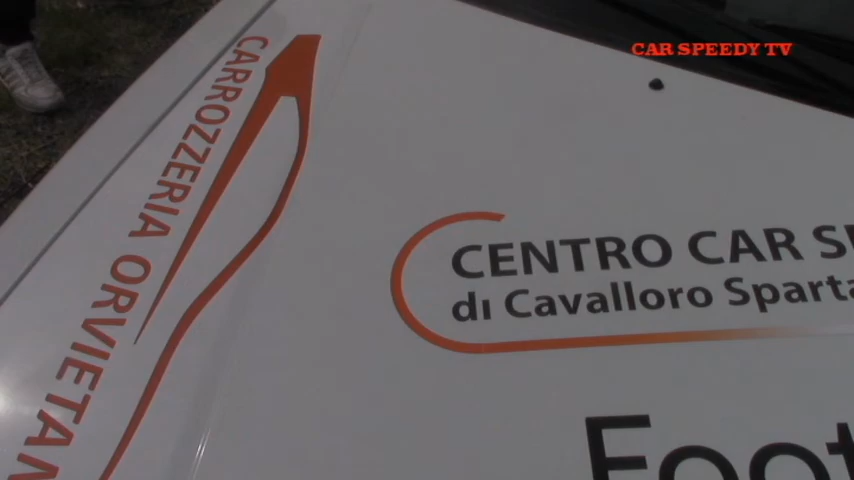 CAR SPEEDY TV
CARROZZERIA ORVIETAN
CENTRO CAR S
di Cavalloro Sparta
Foot